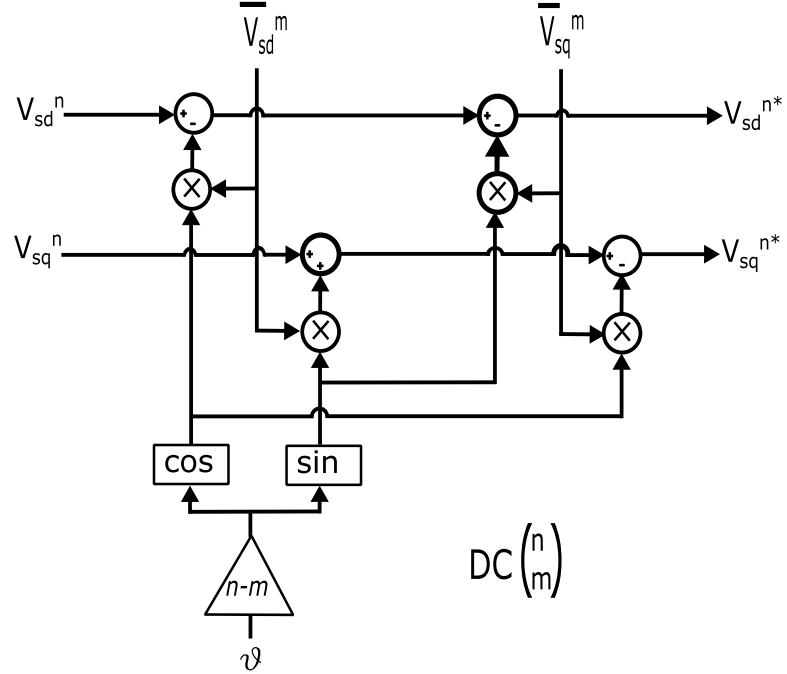 V̅sd^m V̅sq^m
Vsd^n + - + - Vsd^n*
× ×
Vsq^n + + + - Vsq^n*
× ×
cos sin
n-m
DC (n
m)
ϑ